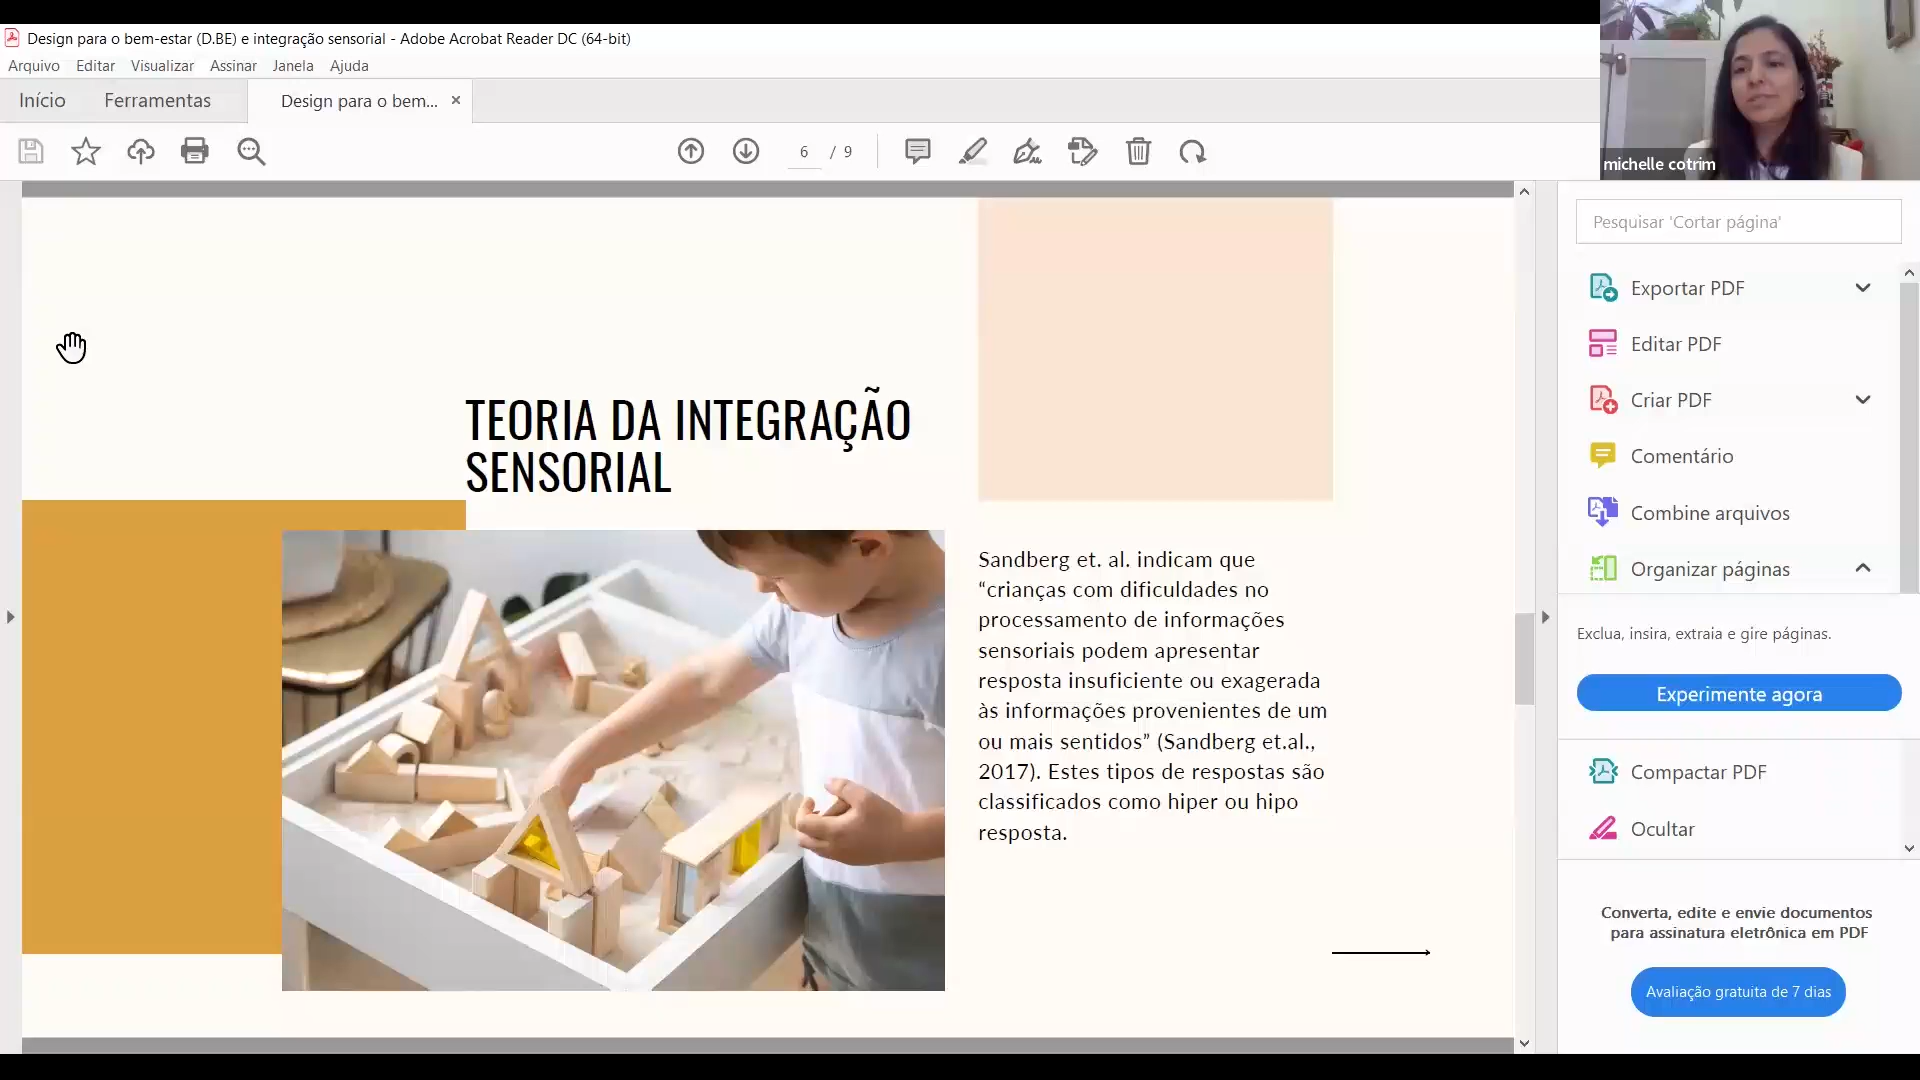 Design para o bem-estar (D.BE) e integração sensorial - Adobe Acrobat Reader DC (64-bit)
Arquivo Editar Visualizar Assinar Janela Ajuda
Início Ferramentas Design para o bem... ×
6 / 9
michelle cotrim
TEORIA DA INTEGRAÇÃO
SENSORIAL
Sandberg et. al. indicam que
“crianças com dificuldades no
processamento de informações
sensoriais podem apresentar
resposta insuficiente ou exagerada
às informações provenientes de um
ou mais sentidos” (Sandberg et.al.,
2017). Estes tipos de respostas são
classificados como hiper ou hipo
resposta.
Pesquisar 'Cortar página'
Exportar PDF
Editar PDF
Criar PDF
Comentário
Combine arquivos
Organizar páginas
Exclua, insira, extraia e gire páginas.
Experimente agora
Compactar PDF
Ocultar
Converta, edite e envie documentos
para assinatura eletrônica em PDF
Avaliação gratuita de 7 dias